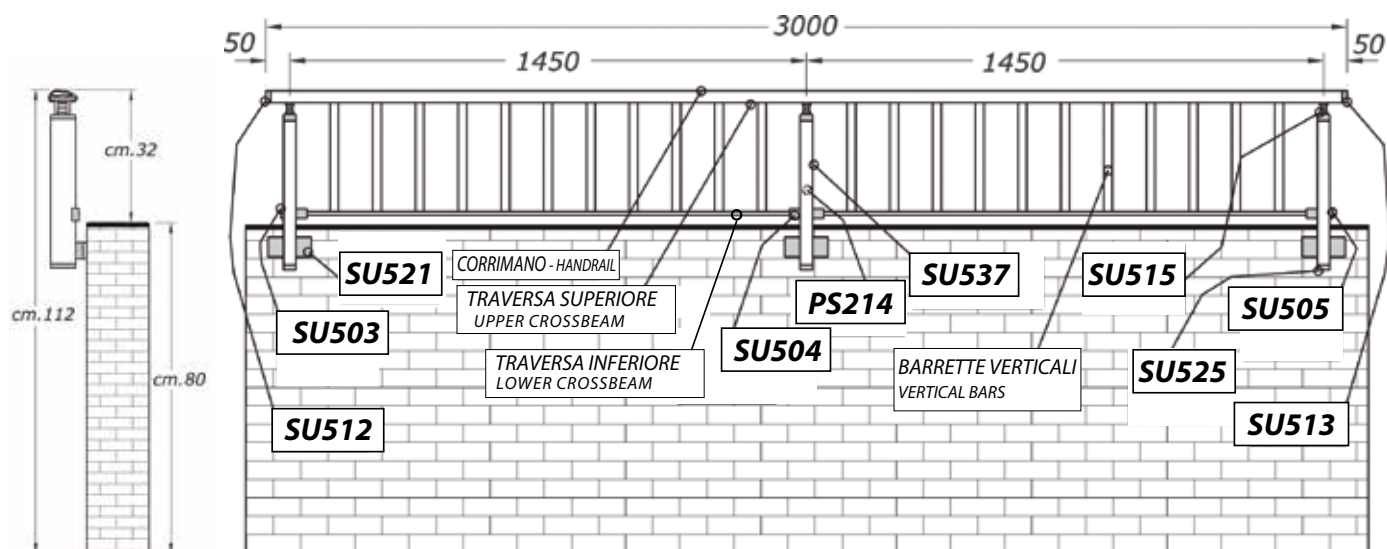 3000
50
1450
1450
50
cm.32
cm.112
cm.80
SU521
CORRIMANO - HANDRAIL
SU537
SU515
TRAVERSA SUPERIORE
UPPER CROSSBEAM
PS214
SU505
SU503
SU504
TRAVERSA INFERIORE
LOWER CROSSBEAM
BARRETTE VERTICALI
VERTICAL BARS
SU525
SU512
SU513